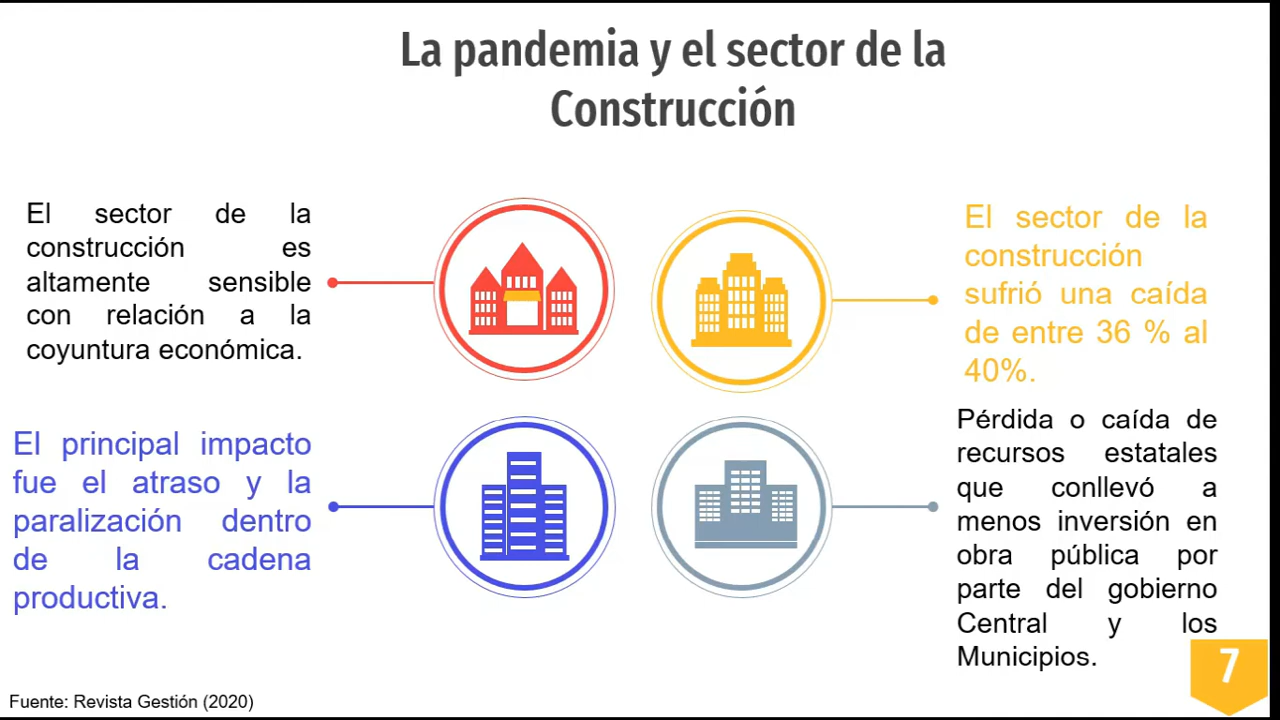 La pandemia y el sector de la
Construcción
El sector de la
construcción es
altamente sensible
con relación a la
coyuntura económica.
El sector de la
construcción
sufrió una caída
de entre 36 % al
40%.
El principal impacto
fue el atraso y la
paralización dentro
de la cadena
productiva.
Pérdida o caída de
recursos estatales
que conllevó a
menos inversión en
obra pública por
parte del gobierno
Central y los
Municipios.
7
Fuente: Revista Gestión (2020)